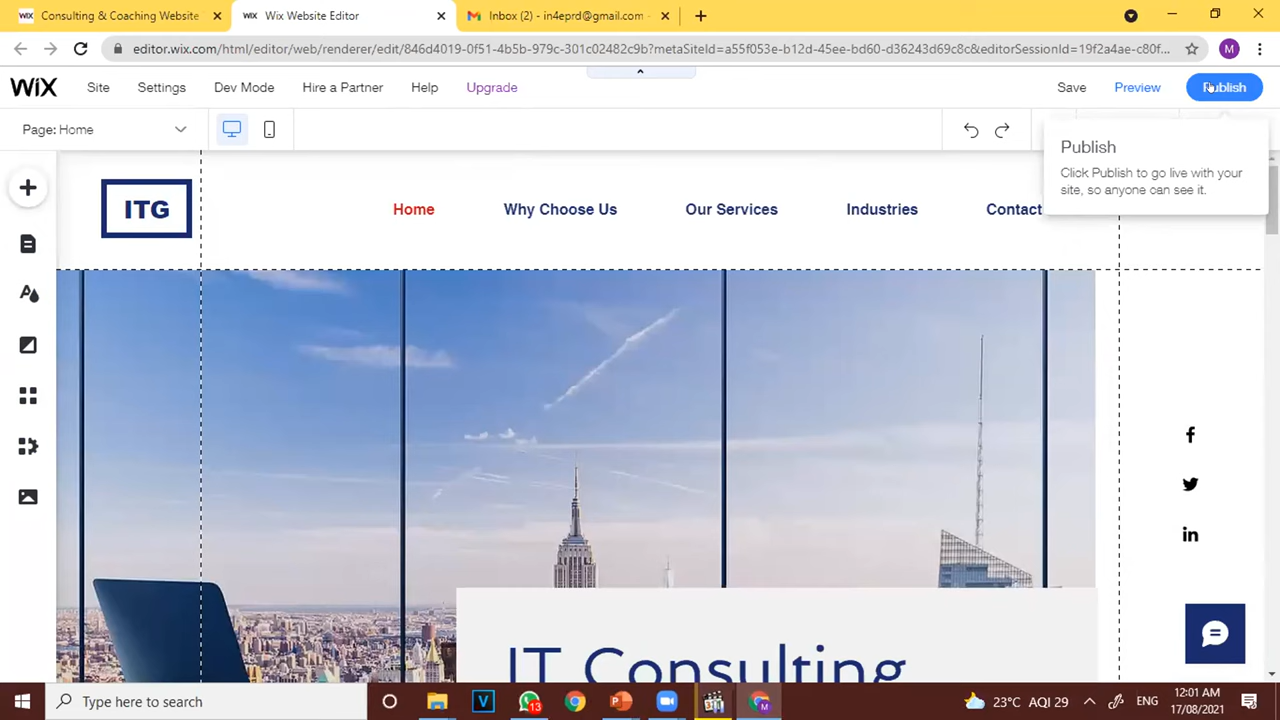 Consulting & Coaching Website
Wix Website Editor
Inbox (2) - in4eprd@gmail.com -
editor.wix.com/html/editor/web/renderer/edit/846d4019-0f51-4b5b-979c-301c02482c9b?metaSiteId=a55f053e-b12d-45ee-bd60-d36243d69c8c&editorSessionId=19f2a4ae-c80f...
M
WiX
Site
Settings
Dev Mode
Hire a Partner
Help
Upgrade
Save
Preview
Publish
Page: Home
Publish
Click Publish to go live with your
site, so anyone can see it.
ITG
Home
Why Choose Us
Our Services
Industries
Contact
IT Consulting
Type here to search
13
23°C AQI 29
ENG
12:01 AM
17/08/2021